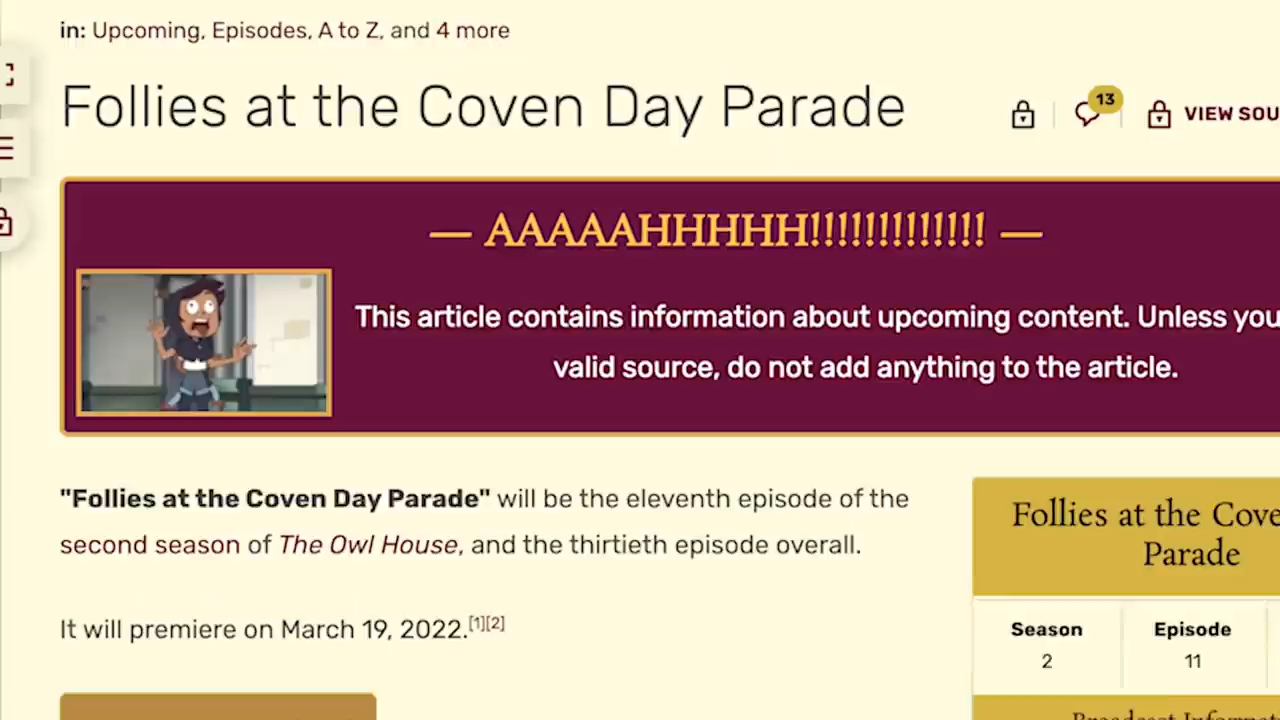 in: Upcoming, Episodes, A to Z, and 4 more
Follies at the Coven Day Parade
13
VIEW SOU
— AAAAAHHHHH!!!!!!!!!!!!!! —
This article contains information about upcoming content. Unless you
valid source, do not add anything to the article.
"Follies at the Coven Day Parade" will be the eleventh episode of the
second season of The Owl House, and the thirtieth episode overall.
It will premiere on March 19, 2022.[1][2]
Follies at the Cove
Parade
Season Episode
2 11
Broadcast Informat